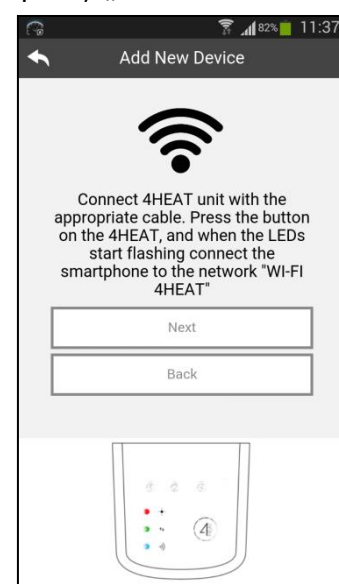 82% 11:37
Add New Device
Connect 4HEAT unit with the
appropriate cable. Press the button
on the 4HEAT, and when the LEDs
start flashing connect the
smartphone to the network "WI-FI
4HEAT"
Next
Back
4